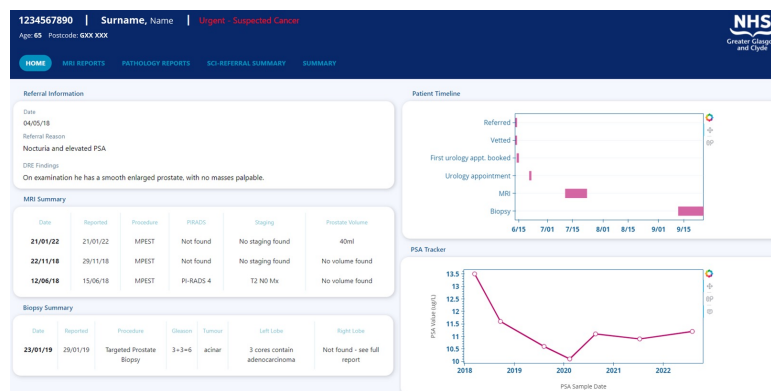 1234567890 | Surname, Name | Urgent - Suspected Cancer
Age: 65 Postcode: GXX XXX
NHS
Greater Glasgo
and Clyde
HOME MRI REPORTS PATHOLOGY REPORTS SCI-REFERRAL SUMMARY SUMMARY
Referral Information
Date
04/05/18
Referral Reason
Nocturia and elevated PSA
DRE Findings
On examination he has a smooth enlarged prostate, with no masses palpable.
MRI Summary
Date Reported Procedure PIRADS Staging Prostate Volume
21/01/22 21/01/22 MPEST Not found No staging found 40ml
22/11/18 29/11/18 MPEST Not found No staging found No volume found
12/06/18 15/06/18 MPEST PI-RADS 4 T2 N0 Mx No volume found
Biopsy Summary
Date Reported Procedure Gleason Tumour Left Lobe Right Lobe
23/01/19 29/01/19 Targeted Prostate Biopsy 3+3=6 acinar 3 cores contain adenocarcinoma Not found - see full report
Patient Timeline
Referred
Vetted
First urology appt. booked
Urology appointment
MRI
Biopsy
6/15 7/01 7/15 8/01 8/15 9/01 9/15
PSA Tracker
PSA Value (ug/L)
13.5
13
12.5
12
11.5
11
10.5
10
2018 2019 2020 2021 2022
PSA Sample Date